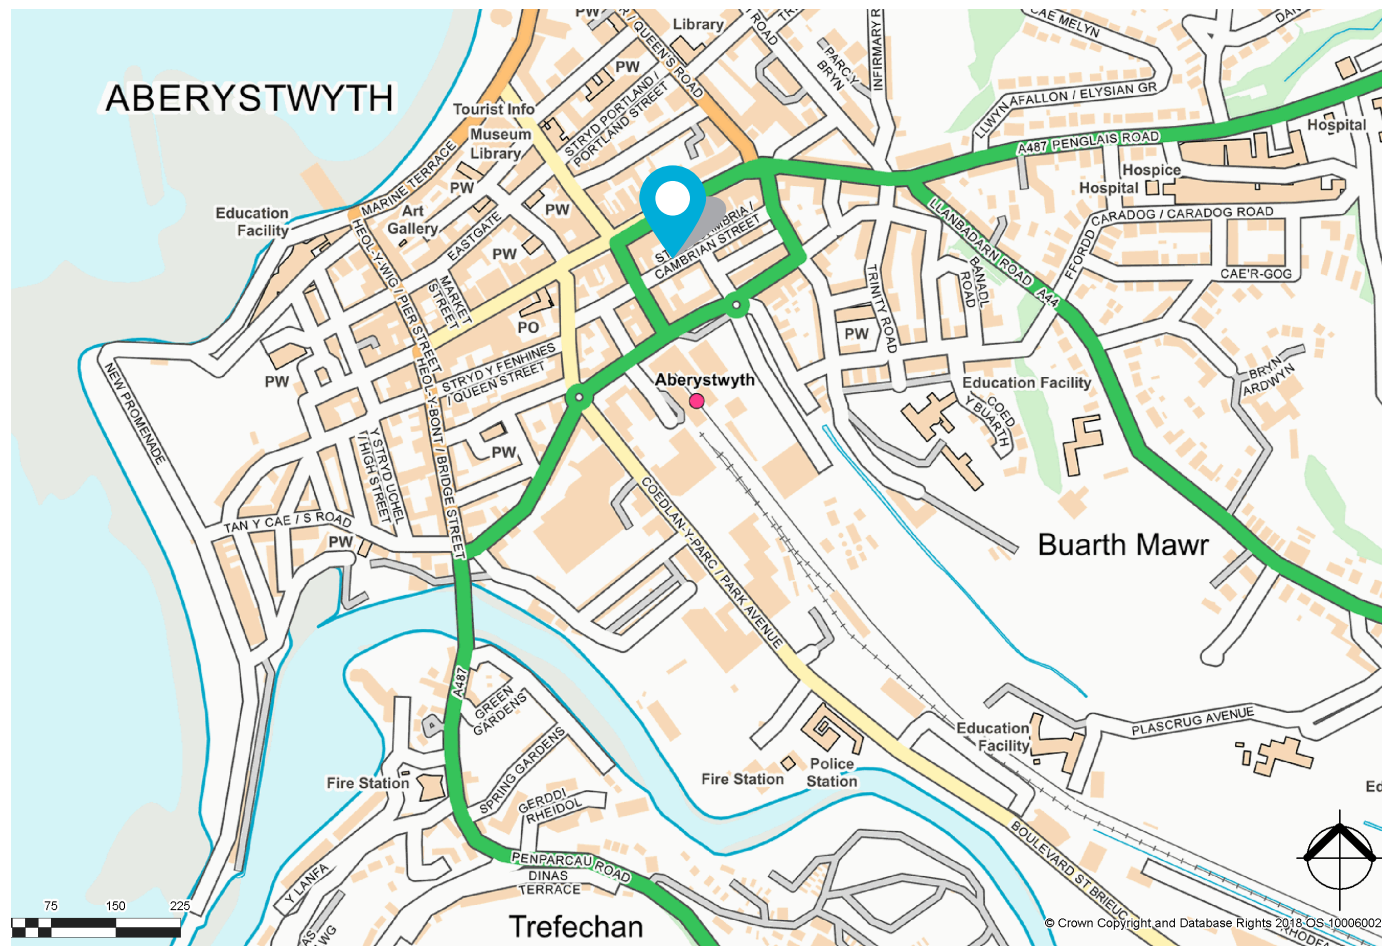 PW
Library
QUEEN'S ROAD
ROAD
PARC-Y
BRYN
INFIRMARY R
CAE MELYN
ABERYSTWYTH
Tourist Info
Museum
Library
PW
STRYD PORTLAND /
PORTLAND STREET
LLWYN AFALLON / ELYSIAN GR
A487 PENGLAIS ROAD
Hospital
Hospice
Hospital
MARINE TERRACE
PW
PW
Art
Gallery
EASTGATE
Education
Facility
PW
CAMBRIAN STREET
LLANBADARN ROAD A44
FFORDD CARADOG / CARADOG ROAD
CAE'R-GOG
BANADL
ROAD
TRINITY ROAD
HEOL-Y-WIG / PIER STREET
MARKET
STREET
PO
PW
PW
STRYD Y FENHINES
/ QUEEN STREET
Aberystwyth
Education Facility
BRYN
ARDWYN
COED
Y BUARTH
NEW PROMENADE
HEOL-Y-BONT / BRIDGE STREET
Y STRYD UCHEL
/ HIGH STREET
PW
TAN Y CAE / S ROAD
PW
COEDLAN-Y-PARC / PARK AVENUE
Buarth Mawr
A487
GREEN
GARDENS
SPRING GARDENS
Fire Station
GERDDI
RHEIDOL
Fire Station
Police
Station
Education
Facility
PLASCRUG AVENUE
Ed
PENPARCAU ROAD
DINAS
TERRACE
Y LANFA
BOULEVARD ST BRIEUC
Trefechan
75 150 225
© Crown Copyright and Database Rights 2018 OS 10006002